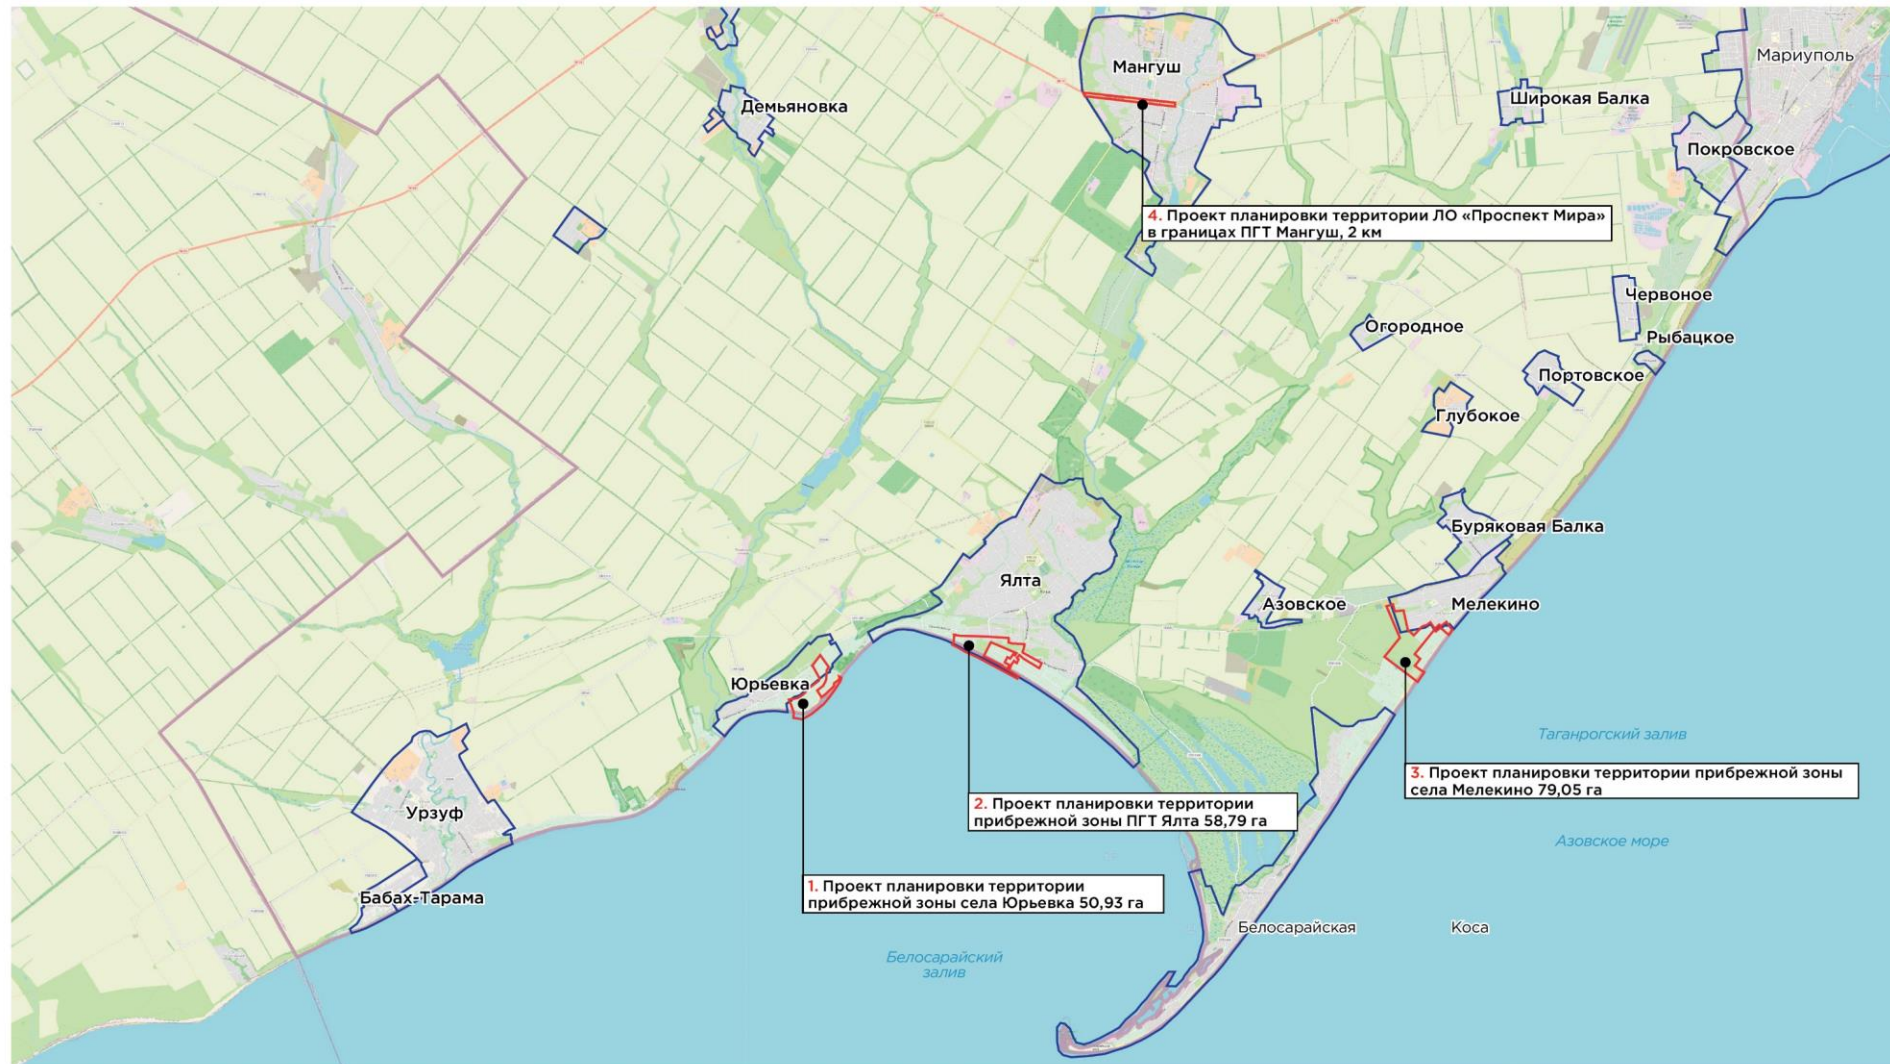 Мариуполь
Мангуш
Демьяновка
Широкая Балка
Покровское
4. Проект планировки территории ЛО «Проспект Мира»
в границах ПГТ Мангуш, 2 км
Червоное
Огородное
Рыбацкое
Портовское
Глубокое
Буряковая Балка
Ялта
Азовское
Мелекино
Юрьевка
Таганрогский залив
3. Проект планировки территории прибрежной зоны
села Мелекино 79,05 га
2. Проект планировки территории
прибрежной зоны ПГТ Ялта 58,79 га
Урзуф
Азовское море
1. Проект планировки территории
прибрежной зоны села Юрьевка 50,93 га
Бабах-Тарама
Белосарайская Коса
Белосарайский
залив